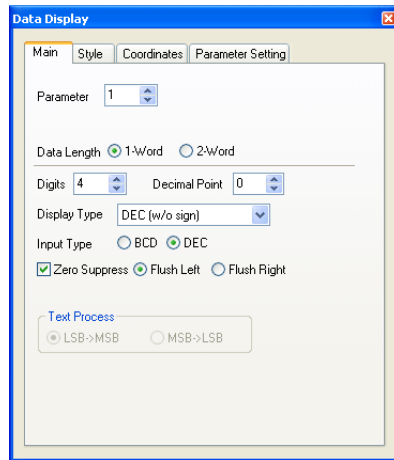 Data Display
Main Style Coordinates Parameter Setting
Parameter 1
Data Length 1-Word 2-Word
Digits 4 Decimal Point 0
Display Type DEC (w/o sign)
Input Type BCD DEC
Zero Suppress Flush Left Flush Right
Text Process
LSB->MSB MSB->LSB